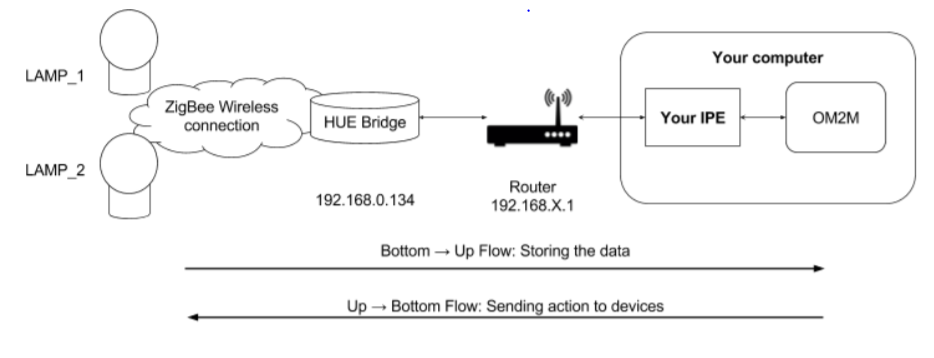 Your computer
LAMP_1
ZigBee Wireless
connection
HUE Bridge
Your IPE
OM2M
LAMP_2
192.168.0.134
Router
192.168.X.1
Bottom → Up Flow: Storing the data
Up → Bottom Flow: Sending action to devices